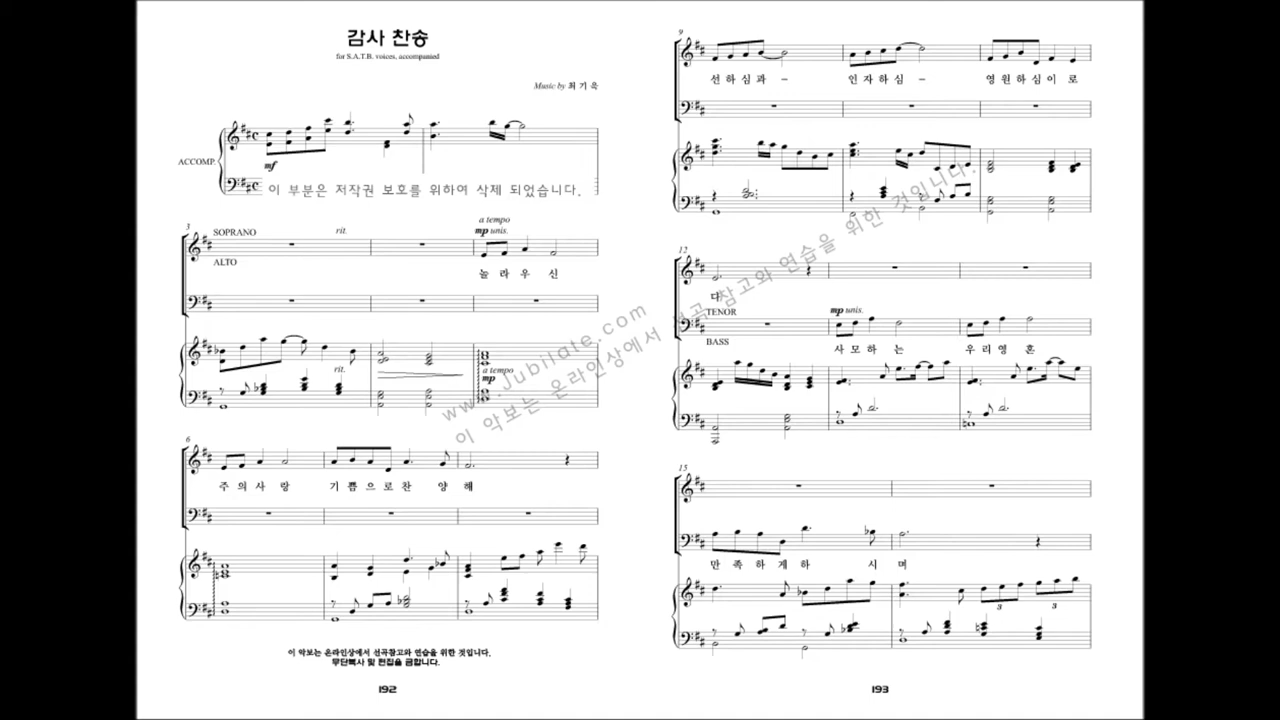 감사 찬송
for S.A.T.B. voices, accompanied
Music by 최 기 욱
ACCOMP.
mf
이 부분은 저작권 보호를 위하여 삭제 되었습니다.
3
SOPRANO
rit.
a tempo
mp unis.
ALTO
놀 라 우 신
rit.
a tempo
mp
6
주 의 사 랑 기 쁨 으 로 찬 양 해
이 악보는 온라인상에서 선곡참고와 연습을 위한 것입니다.
무단복사 및 편집을 금합니다.
192
9
선 하 심 과 - 인 자 하 심 - 영 원 하 심 이 로
12
다
TENOR
mp unis.
BASS
사 모 하 는 우 리 영 혼
15
만 족 하 게 하 시 며
3 3
193
www.Jubilate.com
이 악보는 온라인상에서 선곡 참고와 연습을 위한 것입니다.